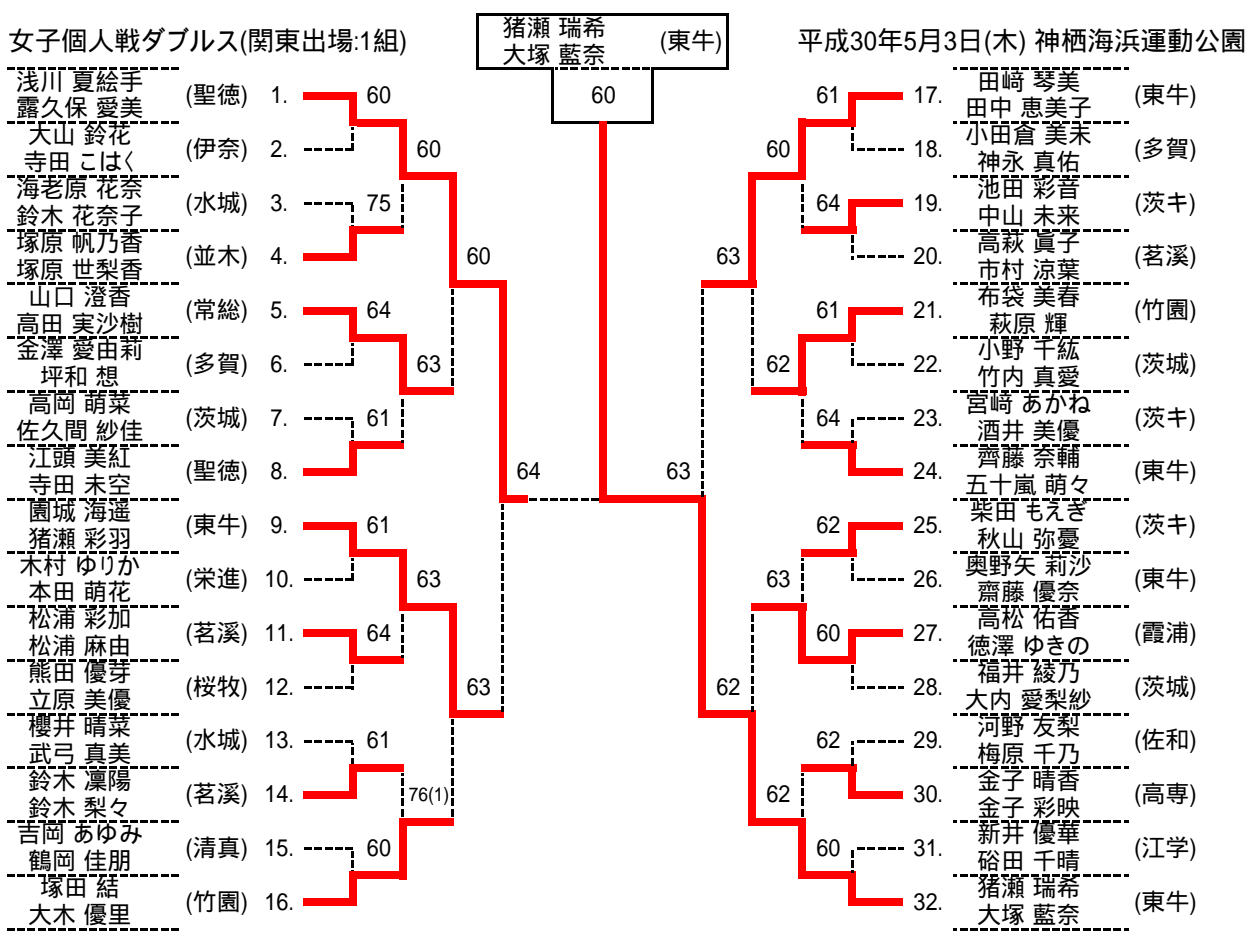 女子個人戦ダブルス(関東出場:1組)
猪瀬 瑞希
大塚 藍奈
(東牛)
平成30年5月3日(木) 神栖海浜運動公園
60
浅川 夏絵手
露久保 愛美
(聖徳) 1.
大山 鈴花
寺田 こはく
(伊奈) 2.
海老原 花奈
鈴木 花奈子
(水城) 3.
塚原 帆乃香
塚原 世梨香
(並木) 4.
山口 澄香
高田 実沙樹
(常総) 5.
金澤 愛由莉
坪和 想
(多賀) 6.
高岡 萌菜
佐久間 紗佳
(茨城) 7.
江頭 美紅
寺田 未空
(聖徳) 8.
園城 海遥
猪瀬 彩羽
(東牛) 9.
木村 ゆりか
本田 萌花
(栄進) 10.
松浦 彩加
松浦 麻由
(茗溪) 11.
熊田 優芽
立原 美優
(桜牧) 12.
櫻井 晴菜
武弓 真美
(水城) 13.
鈴木 凜陽
鈴木 梨々
(茗溪) 14.
吉岡 あゆみ
鶴岡 佳朋
(清真) 15.
塚田 結
大木 優里
(竹園) 16.
60
75
64
61
61
64
61
60
60
63
63
76(1)
60
63
64
63
63
62
60
62
63
62
61
64
61
64
62
60
62
60
17.
田﨑 琴美
田中 恵美子
(東牛)
18.
小田倉 美未
神永 真佑
(多賀)
19.
池田 彩音
中山 未来
(茨キ)
20.
高萩 眞子
市村 涼葉
(茗溪)
21.
布袋 美春
萩原 輝
(竹園)
22.
小野 千紘
竹内 真愛
(茨城)
23.
宮﨑 あかね
酒井 美優
(茨キ)
24.
齊藤 奈輔
五十嵐 萌々
(東牛)
25.
柴田 もえぎ
秋山 弥憂
(茨キ)
26.
奥野矢 莉沙
齋藤 優奈
(東牛)
27.
高松 佑香
徳澤 ゆきの
(霞浦)
28.
福井 綾乃
大内 愛梨紗
(茨城)
29.
河野 友梨
梅原 千乃
(佐和)
30.
金子 晴香
金子 彩映
(高専)
31.
新井 優華
硲田 千晴
(江学)
32.
猪瀬 瑞希
大塚 藍奈
(東牛)